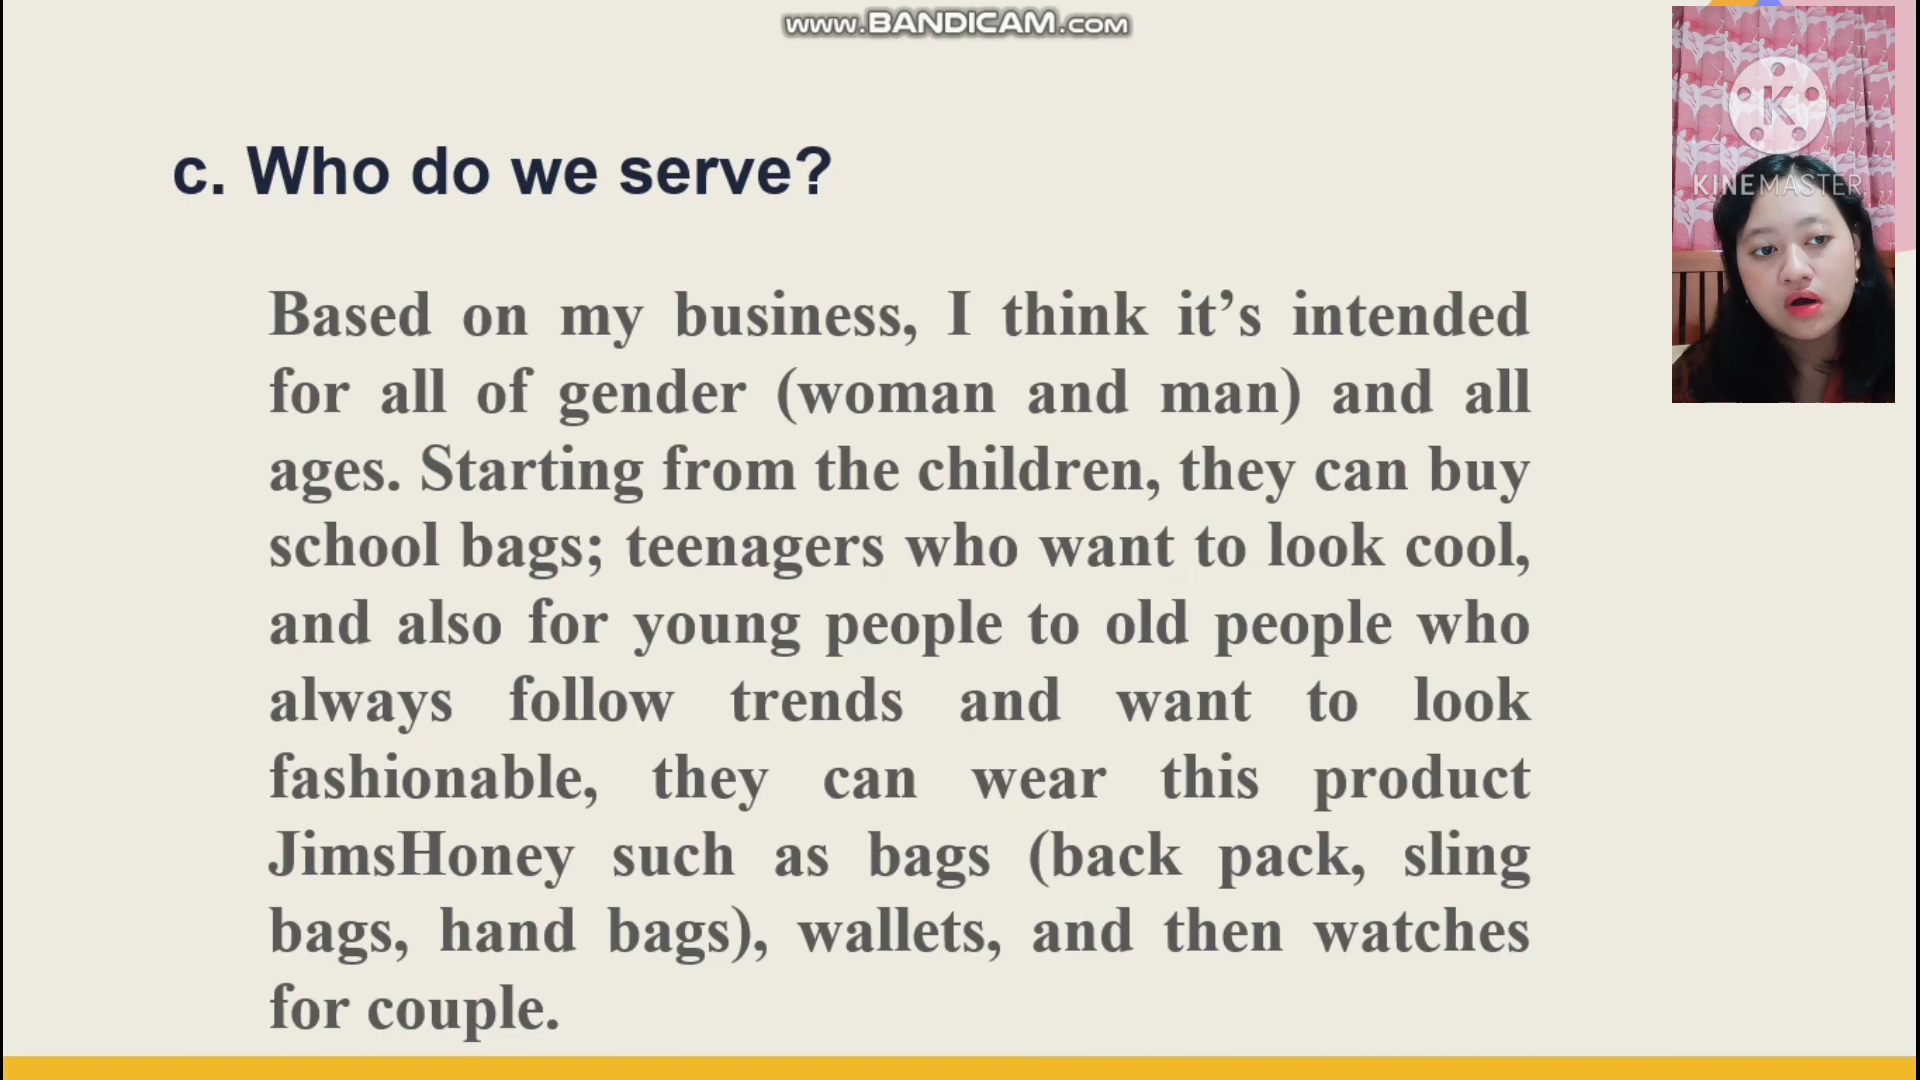 www.BANDICAM.com
KINEMASTER
c. Who do we serve?
Based on my business, I think it’s intended
for all of gender (woman and man) and all
ages. Starting from the children, they can buy
school bags; teenagers who want to look cool,
and also for young people to old people who
always follow trends and want to look
fashionable, they can wear this product
JimsHoney such as bags (back pack, sling
bags, hand bags), wallets, and then watches
for couple.